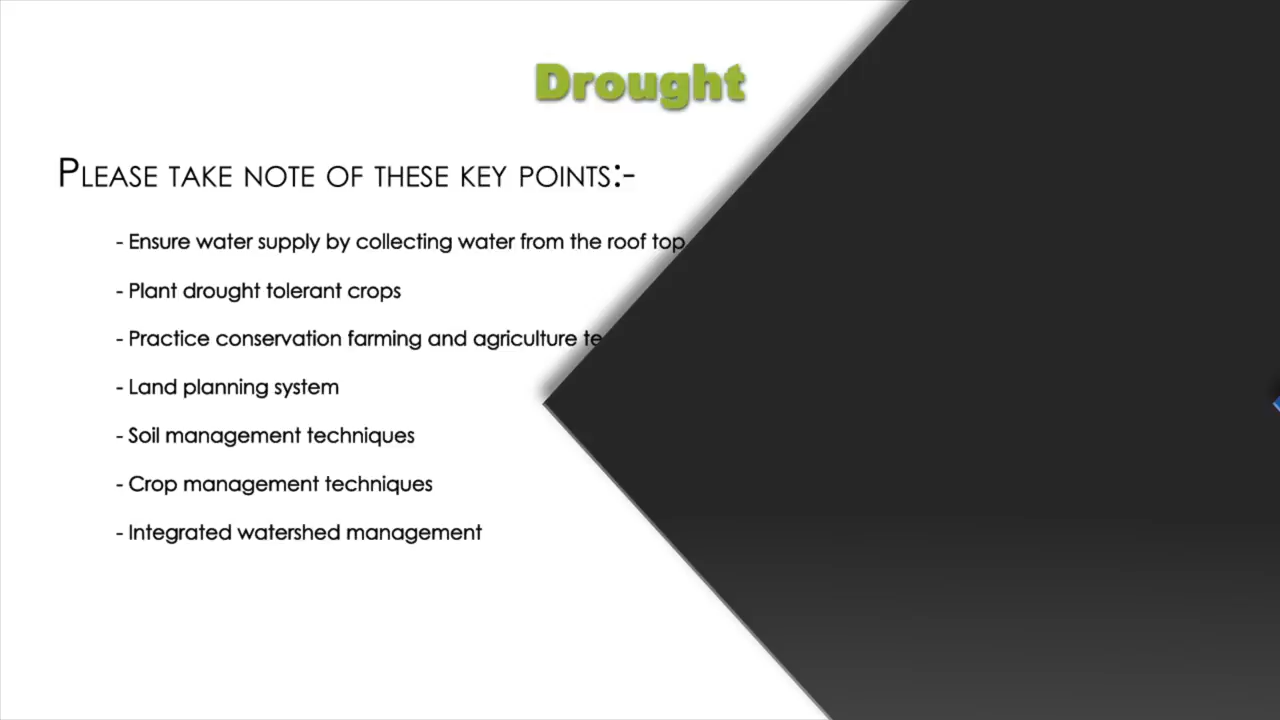 Drought
Please take note of these key points:-
- Ensure water supply by collecting water from the roof top
- Plant drought tolerant crops
- Practice conservation farming and agriculture
- Land planning system
- Soil management techniques
- Crop management techniques
- Integrated watershed management